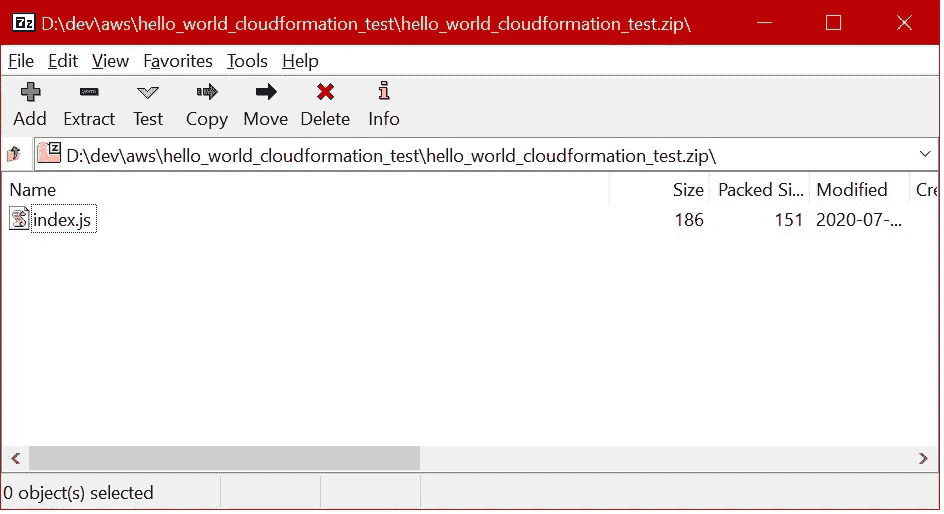 7z D:\dev\aws\hello_world_cloudformation_test\hello_world_cloudformation_test.zip\
File Edit View Favorites Tools Help
Add Extract Test Copy Move Delete Info
D:\dev\aws\hello_world_cloudformation_test\hello_world_cloudformation_test.zip\
Name Size Packed Si... Modified Cre
index.js 186 151 2020-07-...
0 object(s) selected